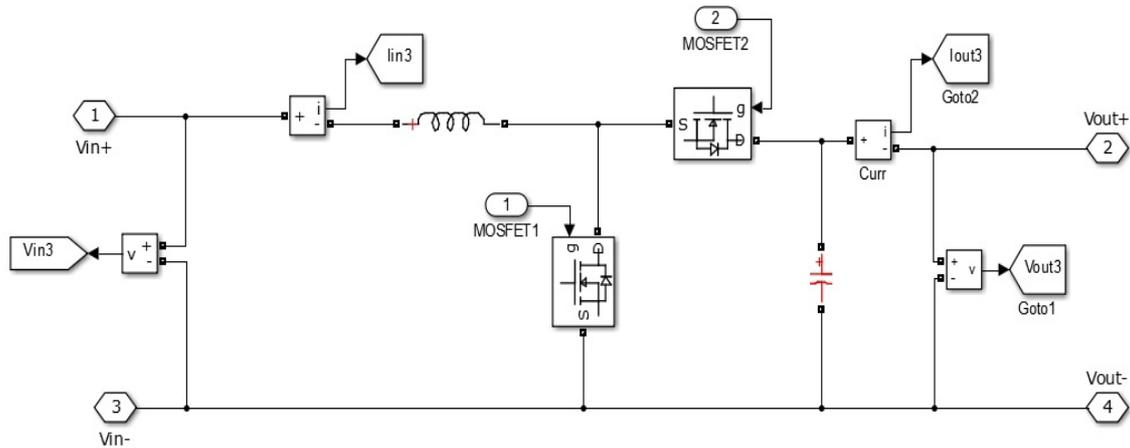 2
MOSFET2
Iin3
Iout3
Goto2
1
Vin+
+
i
-
+
g
S
D
+
i
-
Curr
Vout+
2
1
MOSFET1
Vin3
v
+
-
g
D
S
+
+
-
v
Vout3
Goto1
3
Vin-
Vout-
4